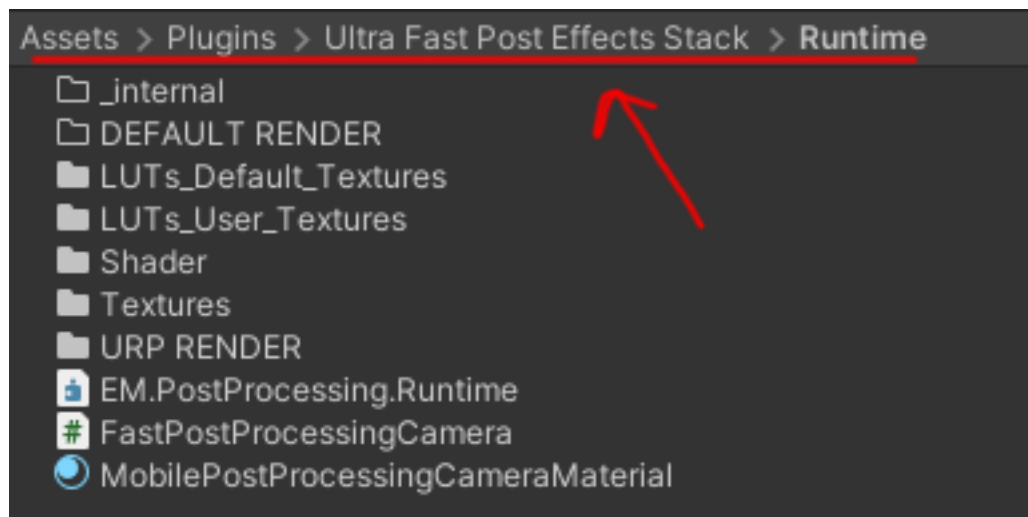 Assets > Plugins > Ultra Fast Post Effects Stack > Runtime
_internal
DEFAULT RENDER
LUTs_Default_Textures
LUTs_User_Textures
Shader
Textures
URP RENDER
EM.PostProcessing.Runtime
# FastPostProcessingCamera
MobilePostProcessingCameraMaterial